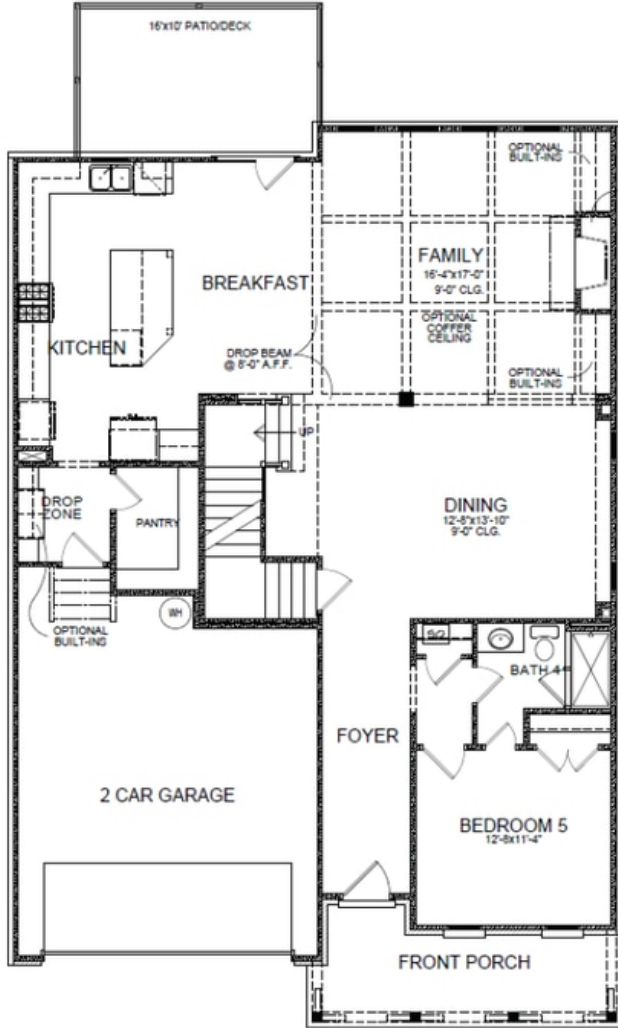 16'x10' PATIO/DECK
OPTIONAL
BUILT-INS
FAMILY
16'-4"x17'-0"
9'-0" CLG.
BREAKFAST
OPTIONAL
COFFER
CEILING
KITCHEN
DROP BEAM
@ 8'-0" A.F.F.
OPTIONAL
BUILT-INS
UP
DROP
ZONE
PANTRY
DINING
12'-8"x13'-10"
9'-0" CLG.
WH
OPTIONAL
BUILT-INS
BATH 4
FOYER
2 CAR GARAGE
BEDROOM 5
12'-8x11'-4"
FRONT PORCH